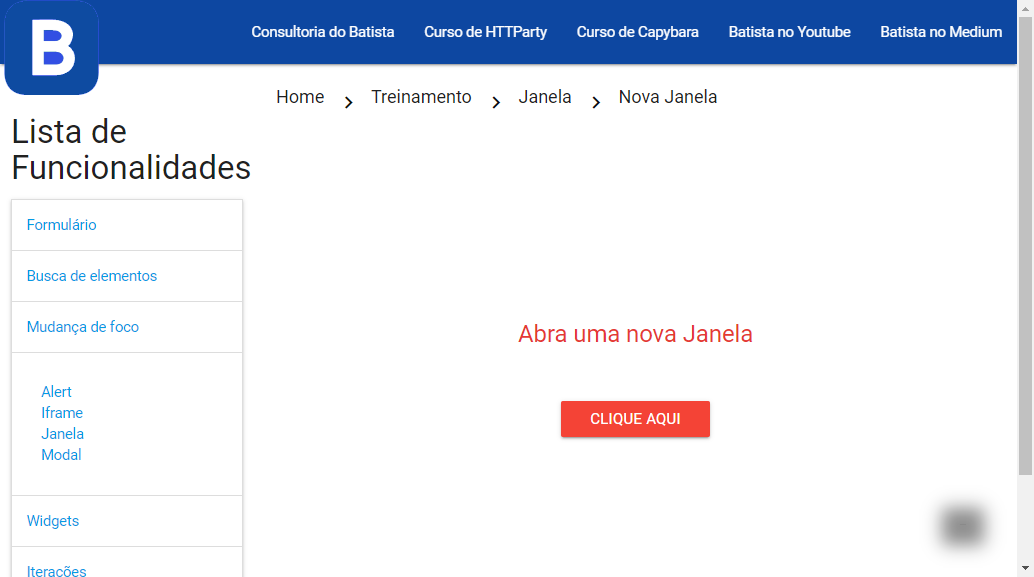 B
Consultoria do Batista Curso de HTTParty Curso de Capybara Batista no Youtube Batista no Medium
Home Treinamento Janela Nova Janela
Lista de
Funcionalidades
Formulário
Busca de elementos
Mudança de foco
Alert
Iframe
Janela
Modal
Widgets
Iterações
Abra uma nova Janela
CLIQUE AQUI